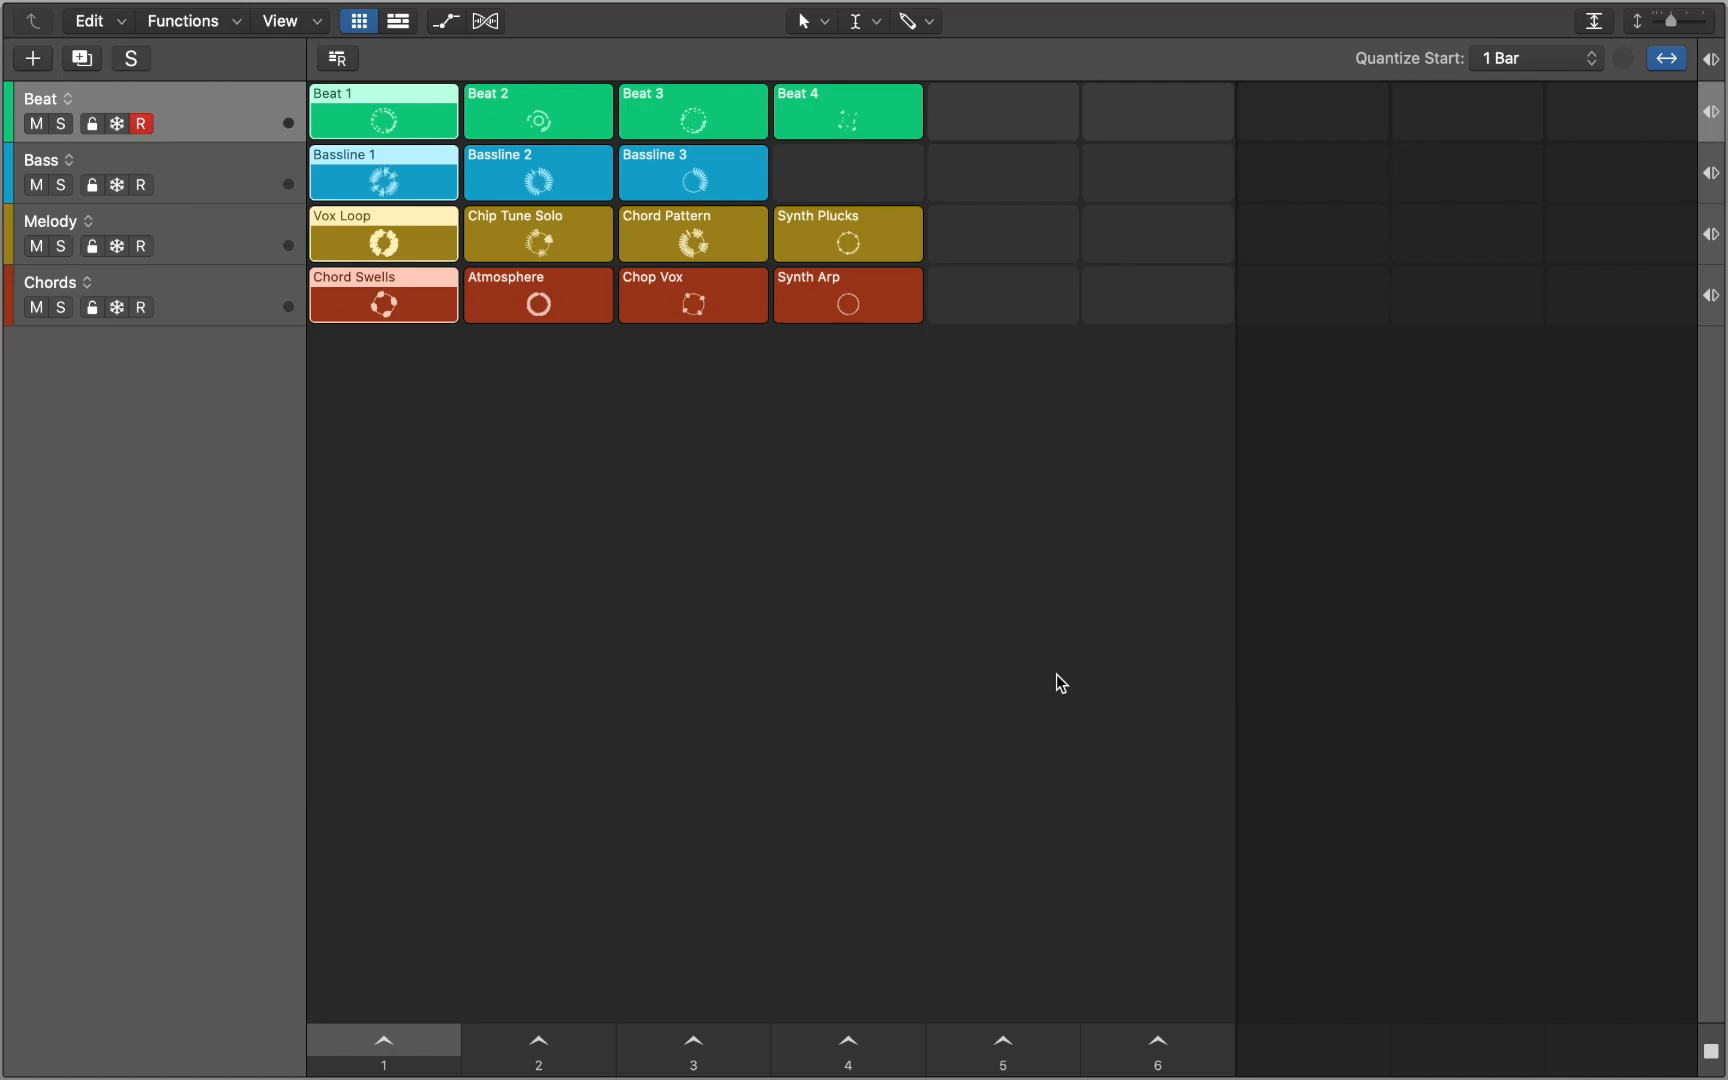 Edit Functions View
S Quantize Start: 1 Bar
Beat Beat 1 Beat 2 Beat 3 Beat 4
M S R
Bass Bassline 1 Bassline 2 Bassline 3
M S R
Melody Vox Loop Chip Tune Solo Chord Pattern Synth Plucks
M S R
Chords Chord Swells Atmosphere Chop Vox Synth Arp
M S R
1 2 3 4 5 6